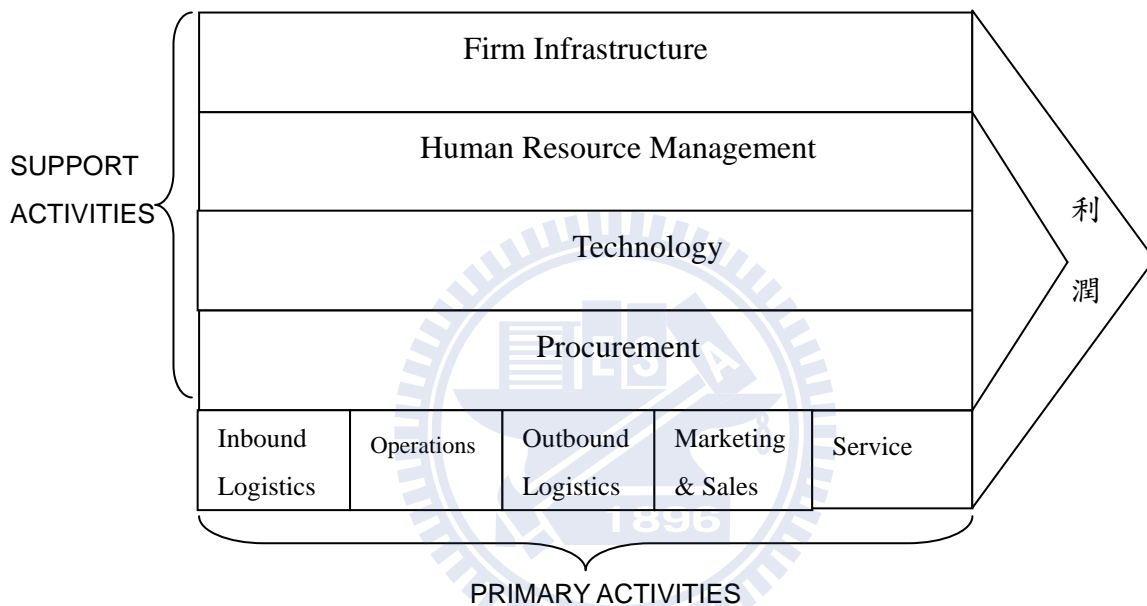 Firm Infrastructure
Human Resource Management
SUPPORT
ACTIVITIES
Technology
利
潤
Procurement
Inbound
Logistics
Operations
Outbound
Logistics
Marketing
& Sales
Service
PRIMARY ACTIVITIES
E S A
1896